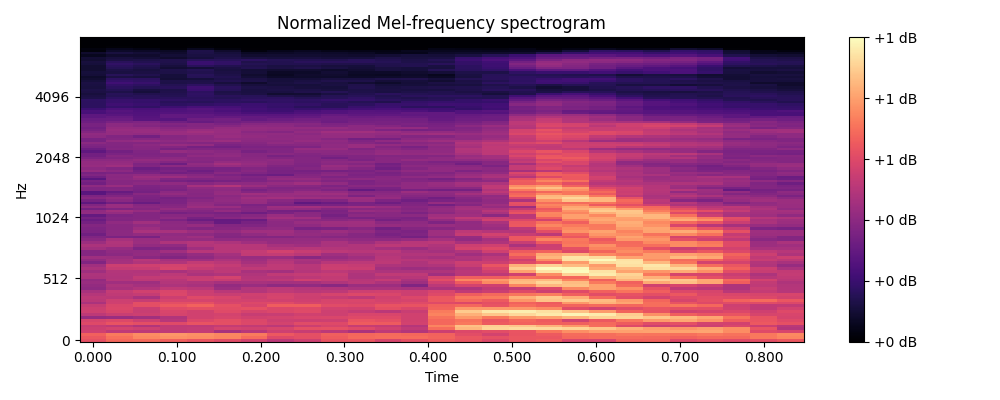 Normalized Mel-frequency spectrogram
Hz
4096
2048
1024
512
0
0.000 0.100 0.200 0.300 0.400 0.500 0.600 0.700 0.800
Time
+1 dB
+1 dB
+1 dB
+0 dB
+0 dB
+0 dB